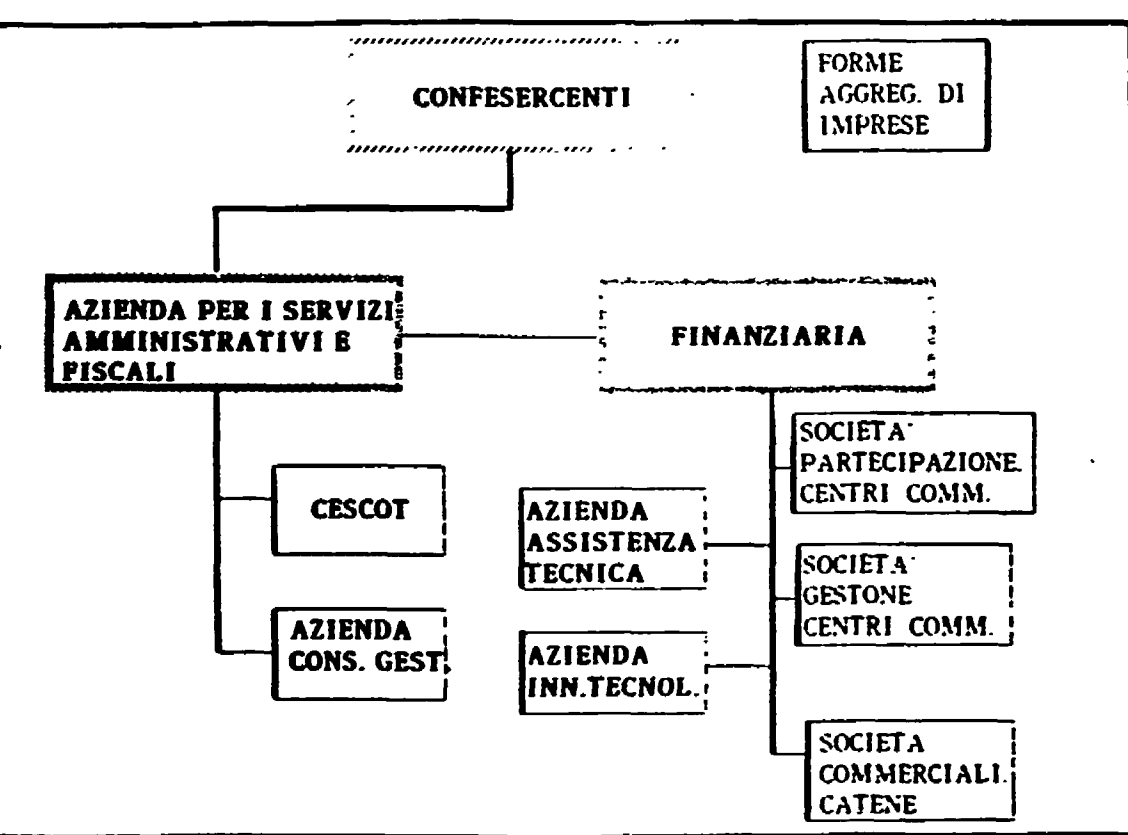 CONFESERCENTI
FORME
AGGREG. DI
IMPRESE
AZIENDA PER I SERVIZI
AMMINISTRATIVI E
FISCALI
FINANZIARIA
CESCOT
AZIENDA
CONS. GEST.
AZIENDA
ASSISTENZA
TECNICA
AZIENDA
INN.TECNOL.
SOCIETA'
PARTECIPAZIONE.
CENTRI COMM.
SOCIETA'
GESTONE
CENTRI COMM.
SOCIETA
COMMERCIALI.
CATENE